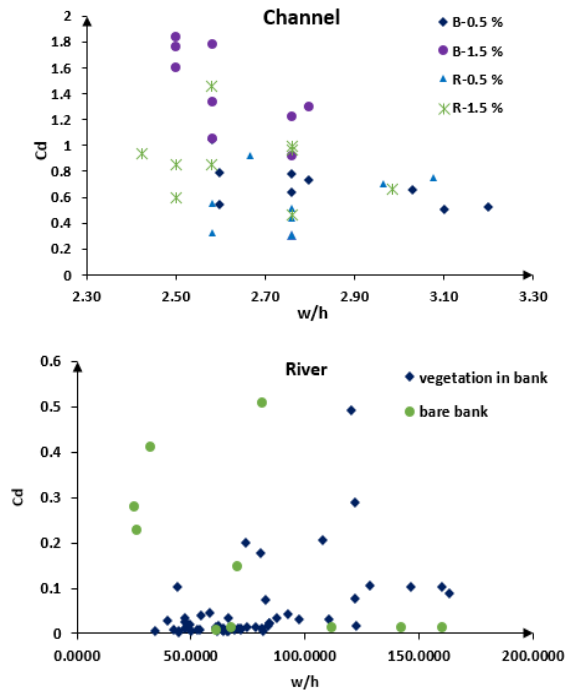 Channel
B-0.5 %
B-1.5 %
R-0.5 %
R-1.5 %
Cd
2
1.8
1.6
1.4
1.2
1
0.8
0.6
0.4
0.2
0
2.30 2.50 2.70 2.90 3.10 3.30
w/h
River
vegetation in bank
bare bank
Cd
0.6
0.5
0.4
0.3
0.2
0.1
0
0.0000 50.0000 100.0000 150.0000 200.0000
w/h